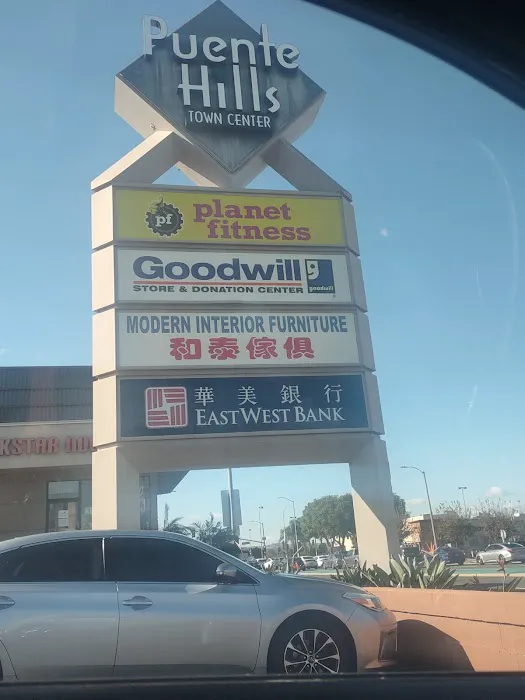 Puente
Hills
TOWN CENTER
pf planet
fitness
Goodwill g
STORE & DONATION CENTER goodwill
MODERN INTERIOR FURNITURE
和泰傢俱
華美銀行
EASTWEST BANK